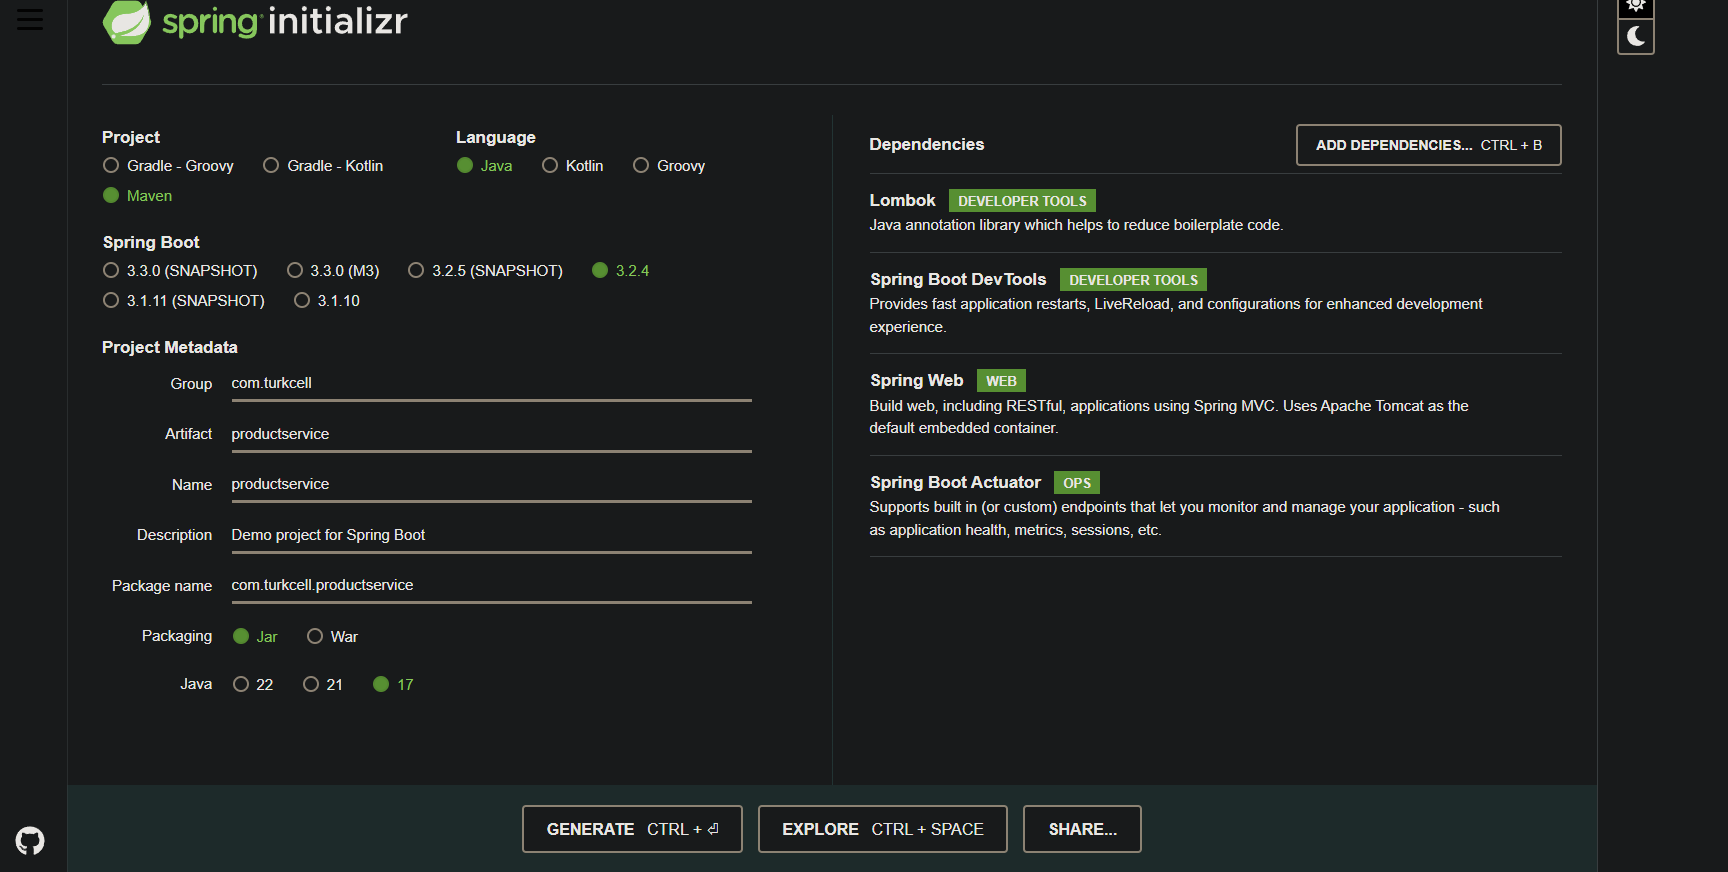 spring initializr
Project
Gradle - Groovy Gradle - Kotlin
Maven
Language
Java Kotlin Groovy
Spring Boot
3.3.0 (SNAPSHOT) 3.3.0 (M3) 3.2.5 (SNAPSHOT) 3.2.4
3.1.11 (SNAPSHOT) 3.1.10
Project Metadata
Group com.turkcell
Artifact productservice
Name productservice
Description Demo project for Spring Boot
Package name com.turkcell.productservice
Packaging Jar War
Java 22 21 17
Dependencies ADD DEPENDENCIES... CTRL + B
Lombok DEVELOPER TOOLS
Java annotation library which helps to reduce boilerplate code.
Spring Boot DevTools DEVELOPER TOOLS
Provides fast application restarts, LiveReload, and configurations for enhanced development
experience.
Spring Web WEB
Build web, including RESTful, applications using Spring MVC. Uses Apache Tomcat as the
default embedded container.
Spring Boot Actuator OPS
Supports built in (or custom) endpoints that let you monitor and manage your application - such
as application health, metrics, sessions, etc.
GENERATE CTRL + ⏎ EXPLORE CTRL + SPACE SHARE...